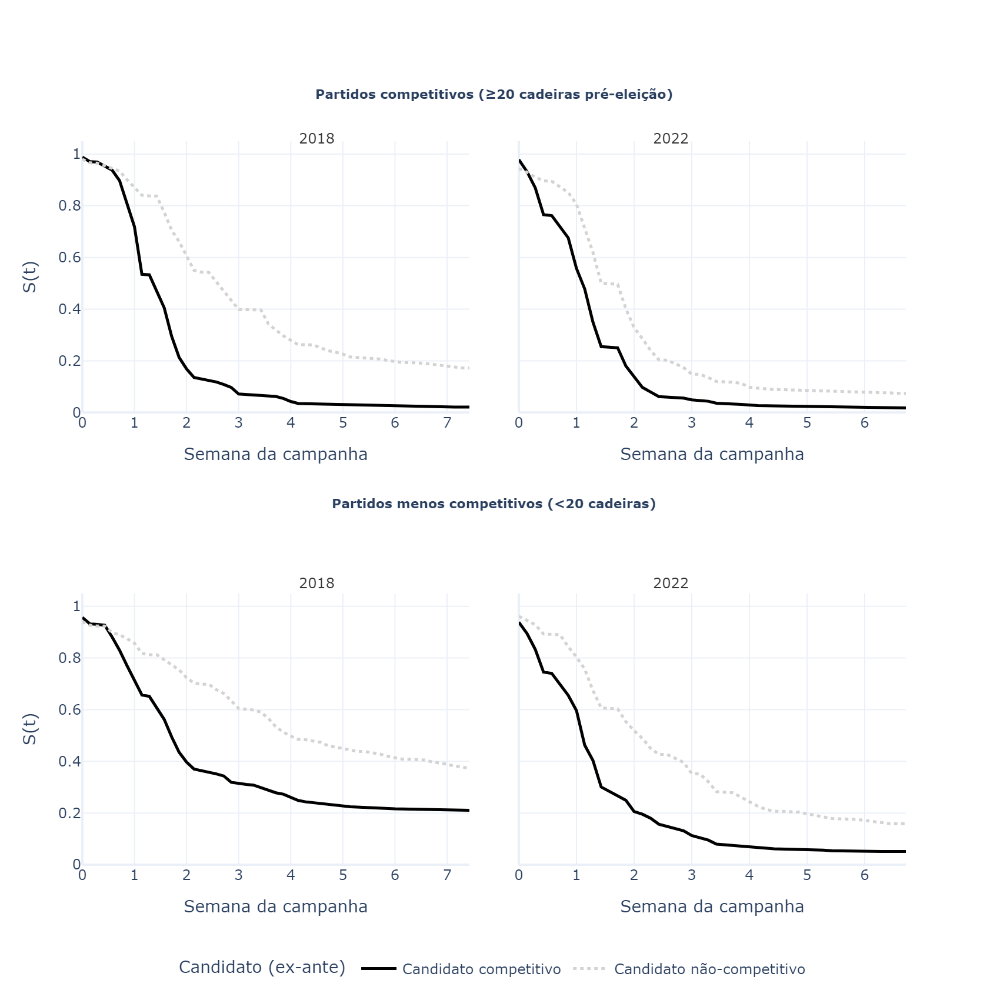 Partidos competitivos (≥20 cadeiras pré-eleição)
2018 2022
S(t)
1
0.8
0.6
0.4
0.2
0
0 1 2 3 4 5 6 7
0 1 2 3 4 5 6
Semana da campanha Semana da campanha
Partidos menos competitivos (<20 cadeiras)
2018 2022
S(t)
1
0.8
0.6
0.4
0.2
0
0 1 2 3 4 5 6 7
0 1 2 3 4 5 6
Semana da campanha Semana da campanha
Candidato (ex-ante) Candidato competitivo Candidato não-competitivo